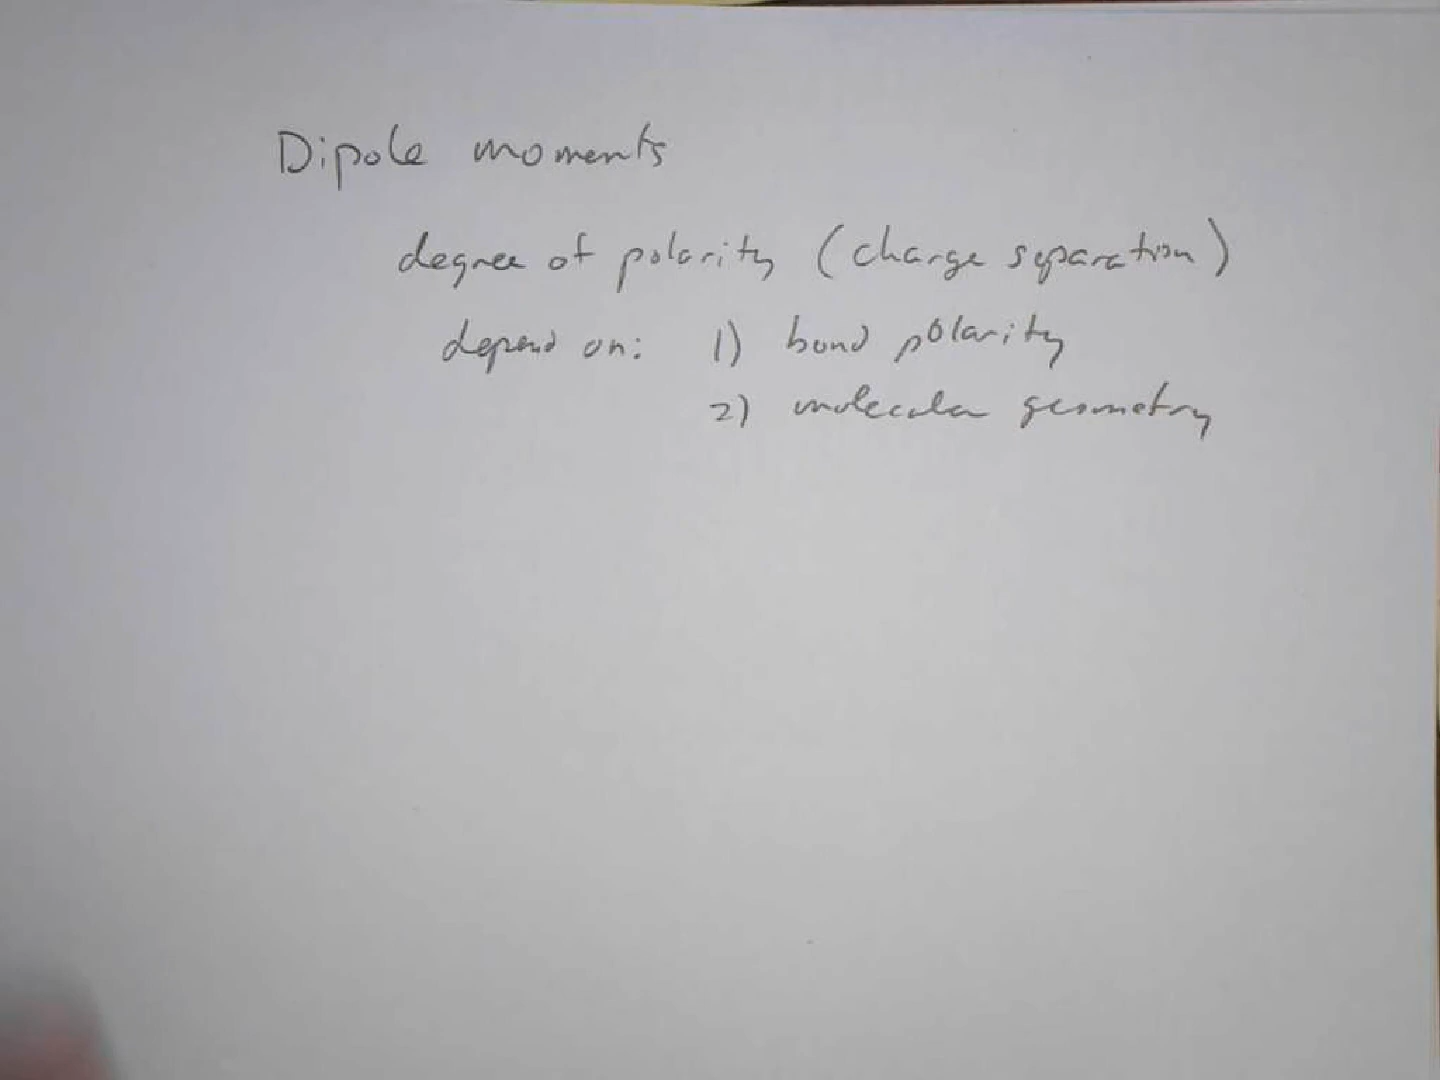 Dipole moments
degree of polarity (charge separation)
depend on: 1) bond polarity
2) molecular geometry